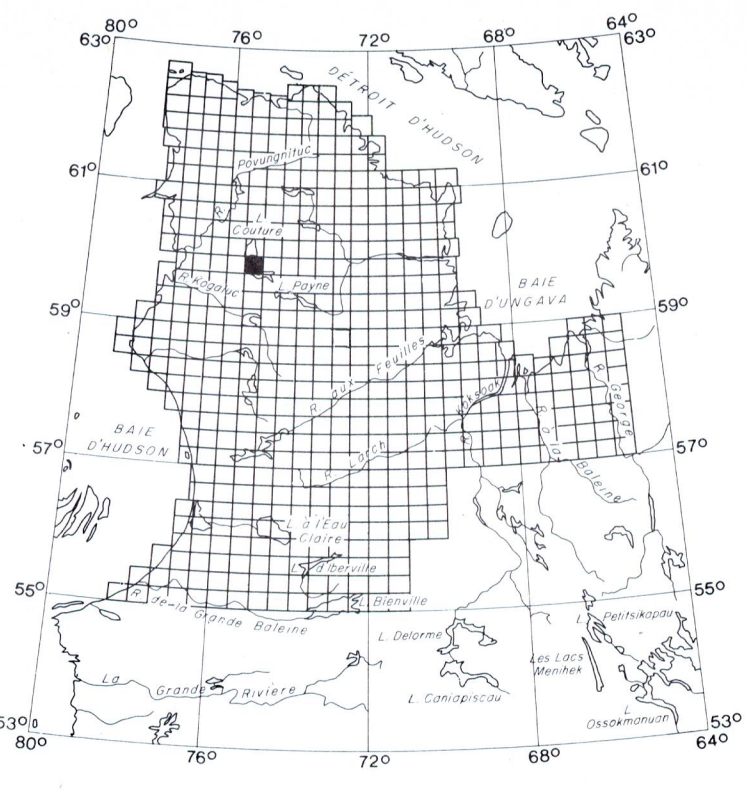 80° 76° 72° 68° 64°
63° 63°
DÉTROIT D'HUDSON
Povungnituc
61° 61°
R.
L.
Couture
R. Kogaluc L. Payne
BAIE
D'UNGAVA
59° 59°
R. aux Feuilles
Koksoak
R.
R. George
R. à la Baleine
BAIE
D'HUDSON
57° 57°
R. Larch
L. à l'Eau
Claire
L. d'Iberville
55° 55°
R. de-la Grande Baleine
L. Bienville
L. Petitsikapau
L. Delorme
Les Lacs
Menihek
La Grande Rivière
L. Caniapiscau
L.
Ossokmanuan
53° 53°
80° 76° 72° 68° 64°